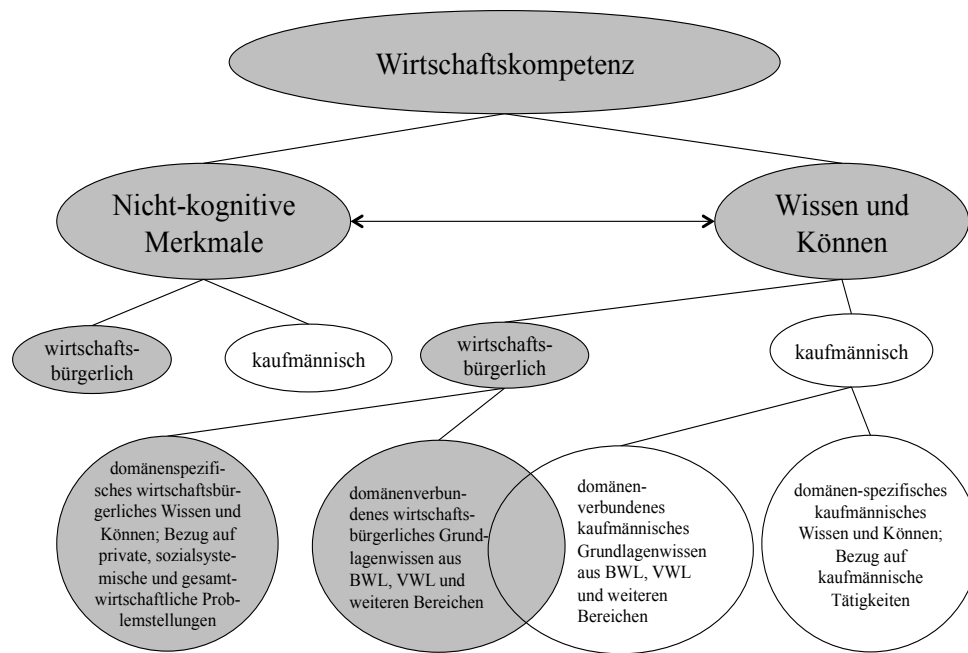 Wirtschaftskompetenz
Nicht-kognitive
Merkmale
Wissen und
Können
wirtschafts-
bürgerlich
kaufmännisch
wirtschafts-
bürgerlich
kaufmännisch
domänenspezifi-
sches wirtschaftsbür-
gerliches Wissen und
Können; Bezug auf
private, sozialsyste-
mische und gesamt-
wirtschaftliche Prob-
lemstellungen
domänenverbun-
denes wirtschafts-
bürgerliches Grund-
lagenwissen aus
BWL, VWL und
weiteren Bereichen
domänen-
verbundenes
kaufmännisches
Grundlagenwissen
aus BWL, VWL
und weiteren
Bereichen
domänen-spezifisches
kaufmännisches
Wissen und Können;
Bezug auf
kaufmännische
Tätigkeiten